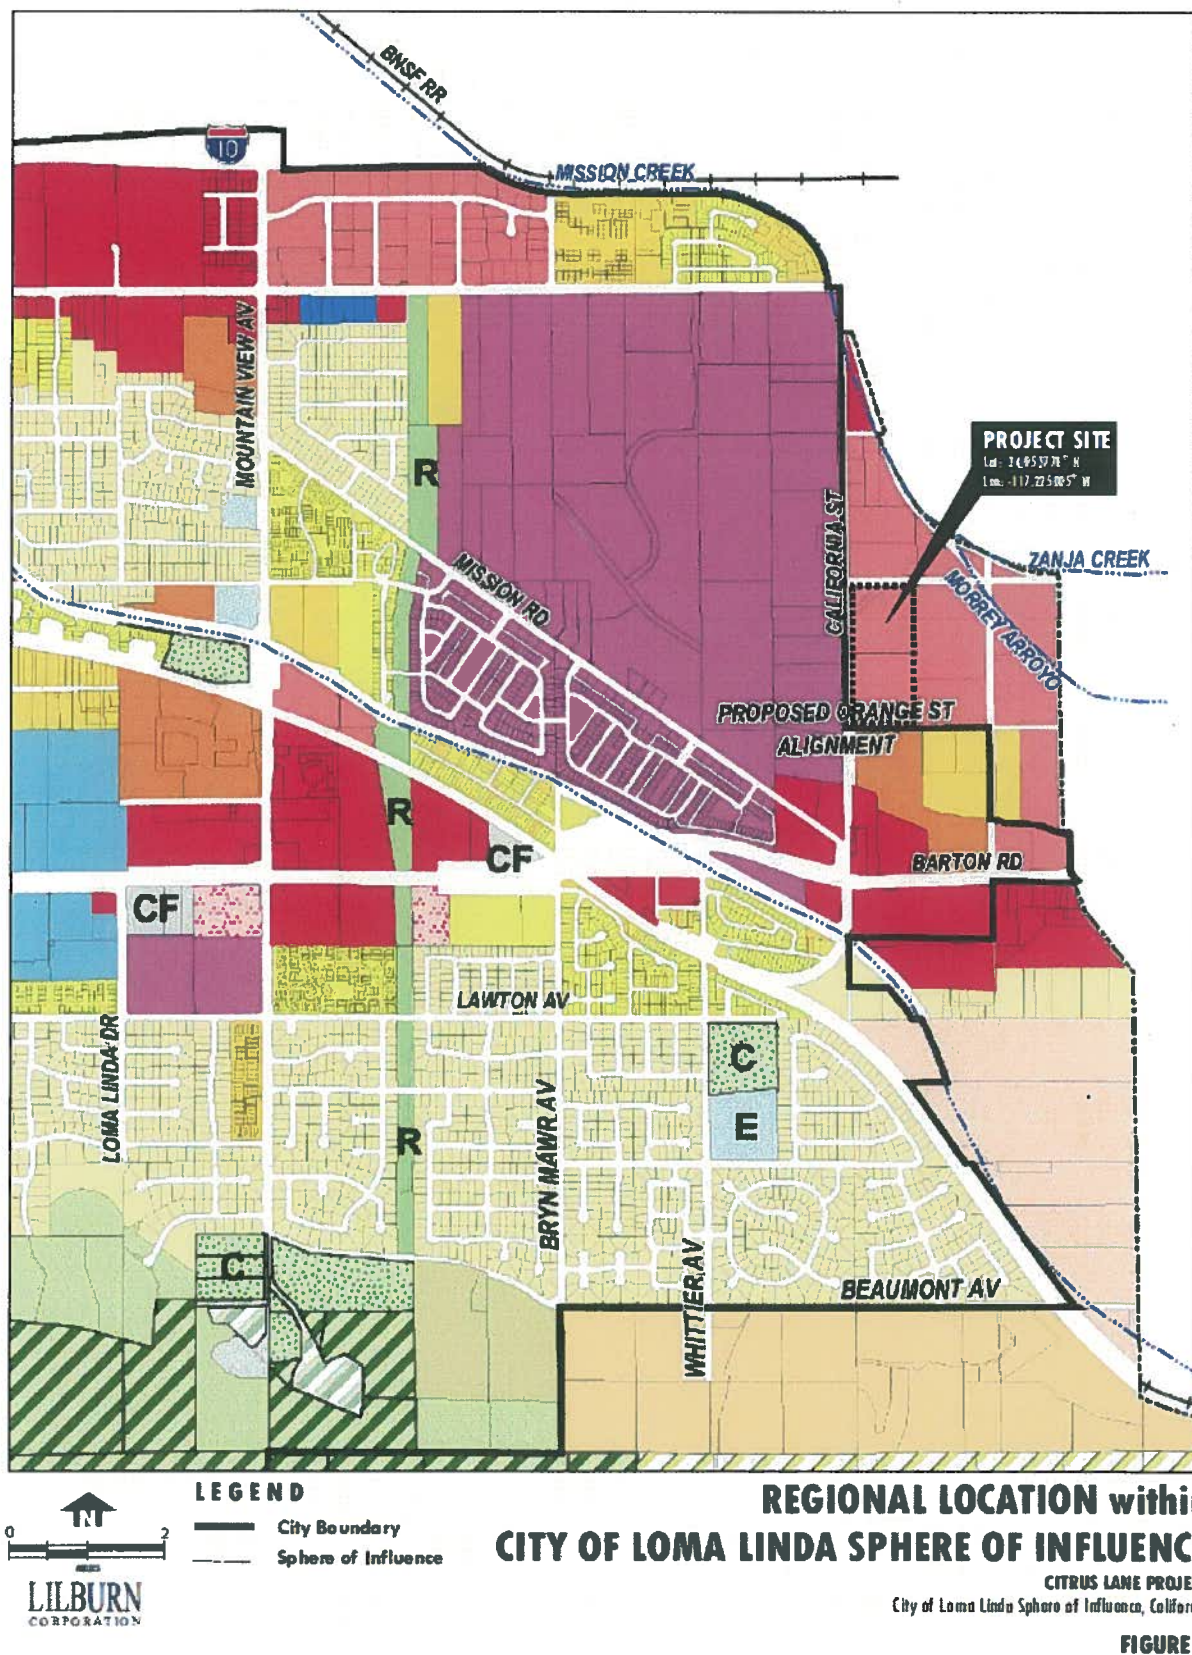 BNSF RR
10
MISSION CREEK
MOUNTAIN VIEW AV
R
PROJECT SITE
CALIFORNIA ST
MISSION RD
ZANJA CREEK
MORREY ARROYO
PROPOSED ORANGE ST
ALIGNMENT
R
CF
BARTON RD
CF
LAWTON AV
LOMA LINDA DR
C
E
R
BRYN MAWR AV
WHITTIER AV
C
BEAUMONT AV
LEGEND
N
0 2
City Boundary
Sphere of Influence
LILBURN
CORPORATION
REGIONAL LOCATION withi
CITY OF LOMA LINDA SPHERE OF INFLUENC
CITRUS LANE PROJE
City of Loma Linda Sphere of Influence, Califor
FIGURE